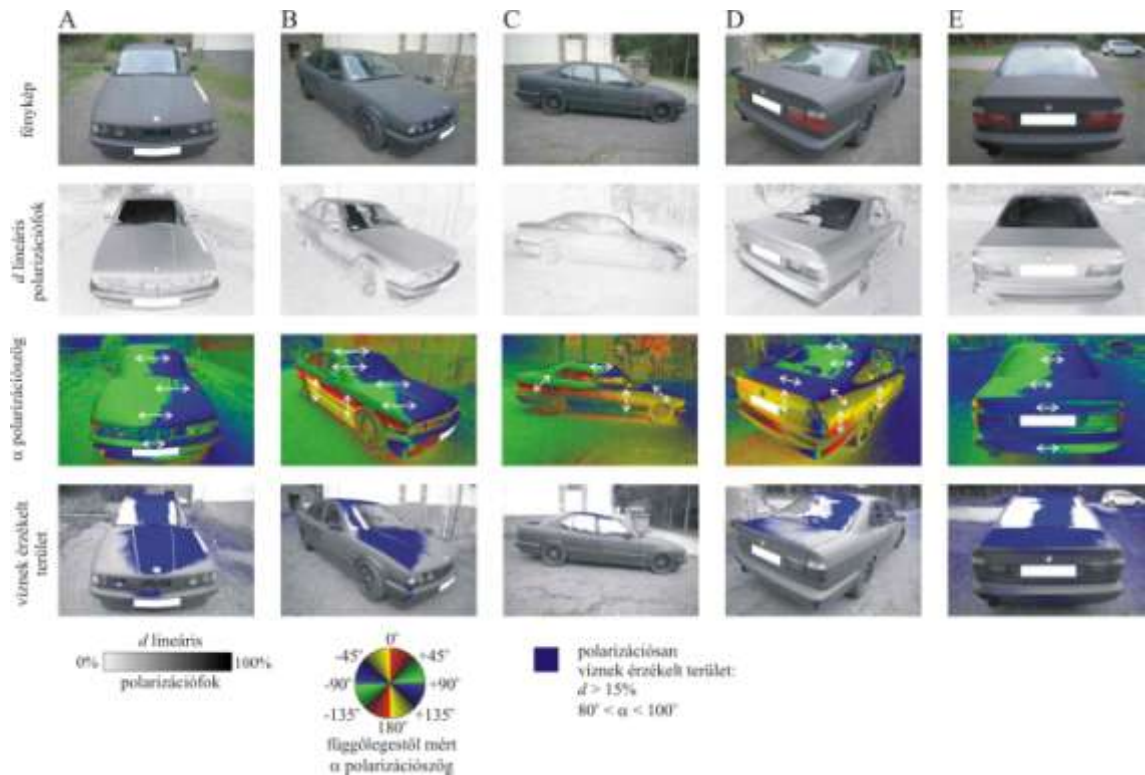 A B C D E
fénykép
d lineáris
polarizációfok
α polarizációszög
víznek érzékelt
terület
d lineáris
0% 100%
polarizációfok
0°
-45° +45°
-90° +90°
-135° +135°
180°
függőlegestől mért
α polarizációszög
polarizációsan
víznek érzékelt terület:
d > 15%
80° < α < 100°